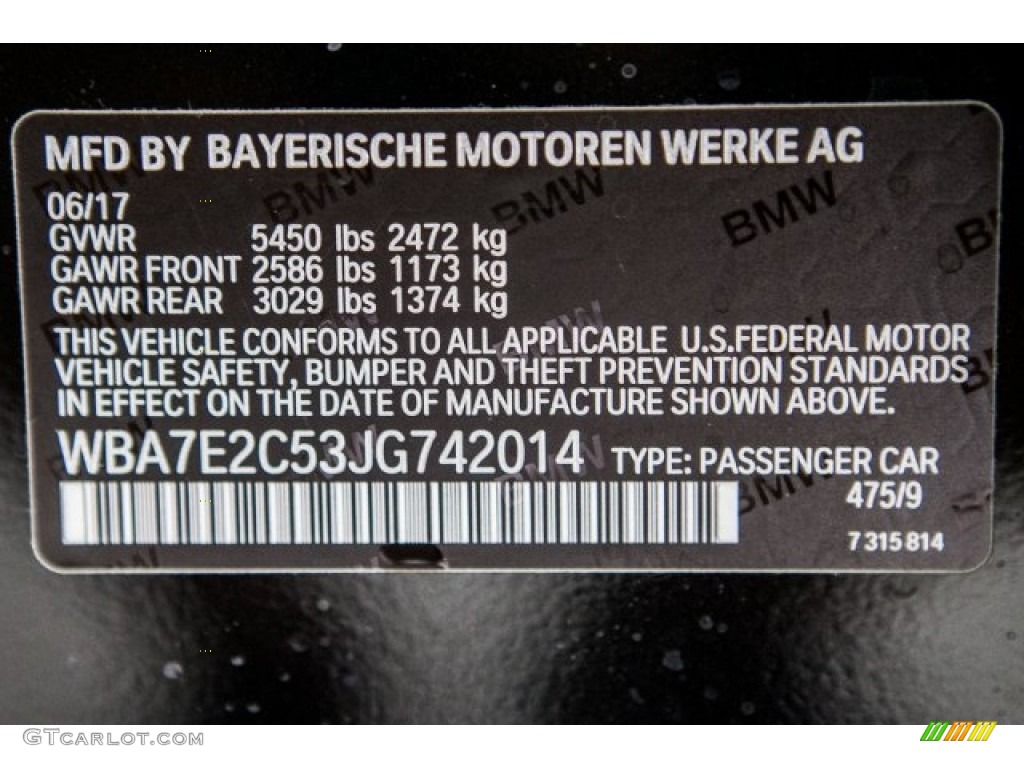 MFD BY BAYERISCHE MOTOREN WERKE AG
06/17
GVWR 5450 lbs 2472 kg
GAWR FRONT 2586 lbs 1173 kg
GAWR REAR 3029 lbs 1374 kg
THIS VEHICLE CONFORMS TO ALL APPLICABLE U.S.FEDERAL MOTOR
VEHICLE SAFETY, BUMPER AND THEFT PREVENTION STANDARDS
IN EFFECT ON THE DATE OF MANUFACTURE SHOWN ABOVE.
WBA7E2C53JG742014 TYPE: PASSENGER CAR
475/9
7 315 814
BMW
BMW
BMW
BMW
GTCarlot.com